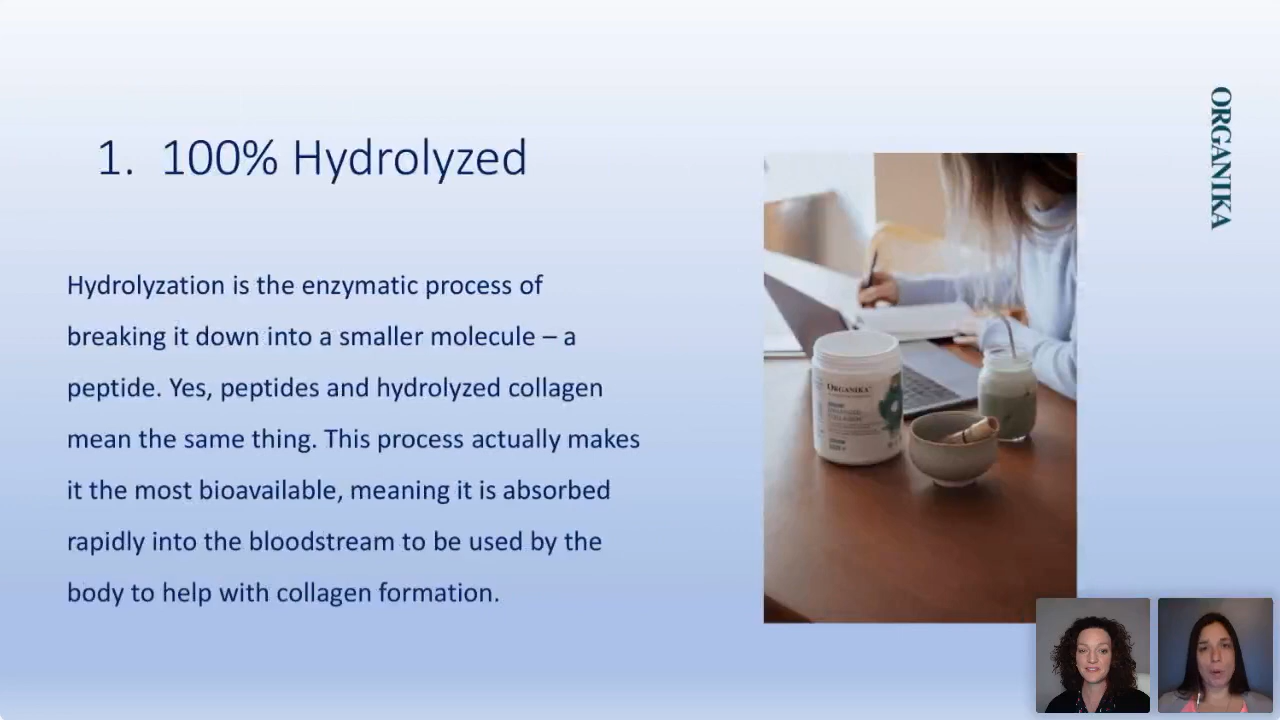 1. 100% Hydrolyzed
Hydrolyzation is the enzymatic process of
breaking it down into a smaller molecule – a
peptide. Yes, peptides and hydrolyzed collagen
mean the same thing. This process actually makes
it the most bioavailable, meaning it is absorbed
rapidly into the bloodstream to be used by the
body to help with collagen formation.
ORGANIKA
ORGANIKA